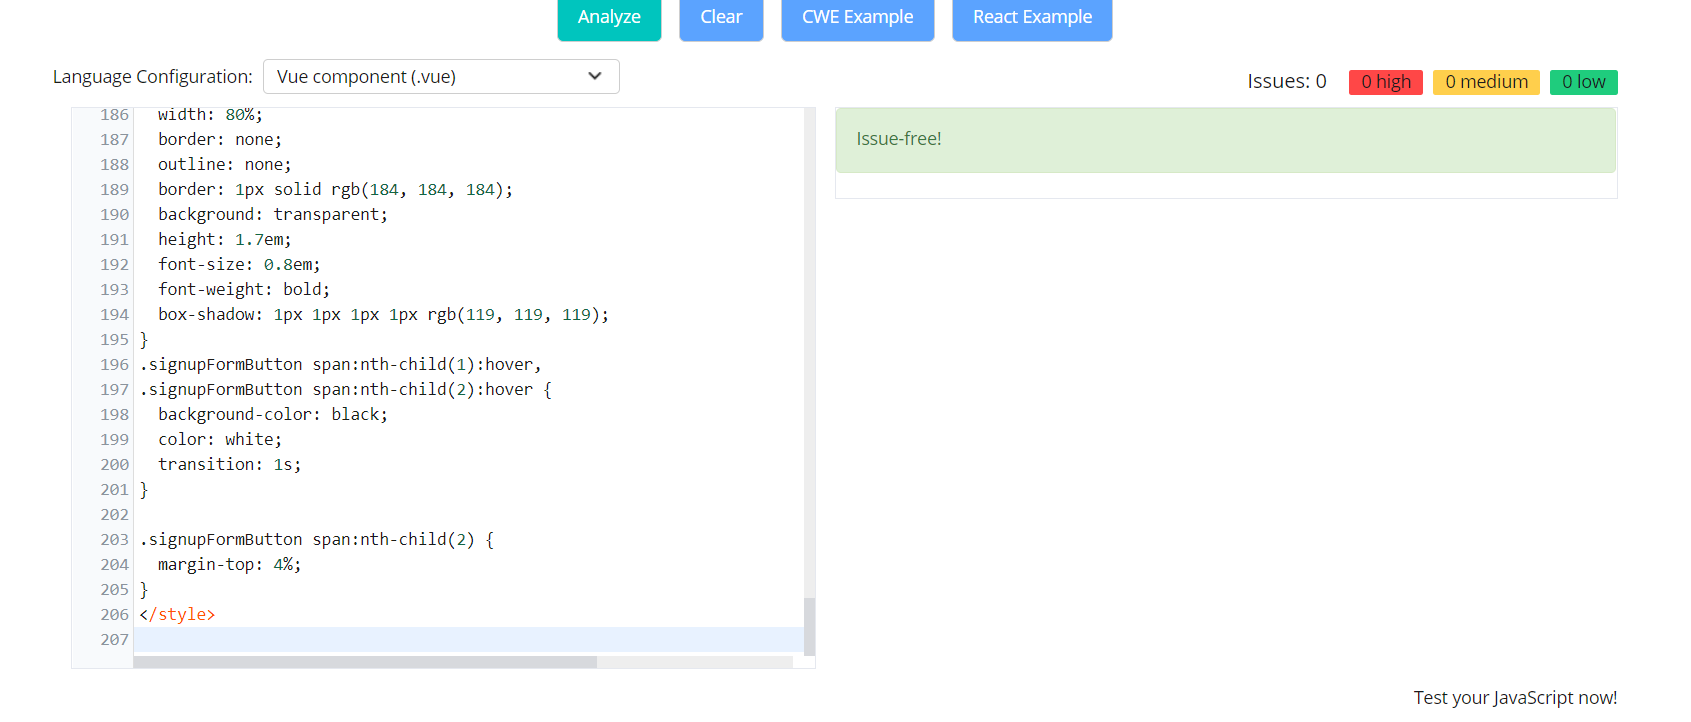 Analyze Clear CWE Example React Example
Language Configuration: Vue component (.vue)
Issues: 0 0 high 0 medium 0 low
186 width: 80%;
187 border: none;
188 outline: none;
189 border: 1px solid rgb(184, 184, 184);
190 background: transparent;
191 height: 1.7em;
192 font-size: 0.8em;
193 font-weight: bold;
194 box-shadow: 1px 1px 1px 1px rgb(119, 119, 119);
195 }
196 .signupFormButton span:nth-child(1):hover,
197 .signupFormButton span:nth-child(2):hover {
198 background-color: black;
199 color: white;
200 transition: 1s;
201 }
202
203 .signupFormButton span:nth-child(2) {
204 margin-top: 4%;
205 }
206 </style>
207
Issue-free!
Test your JavaScript now!